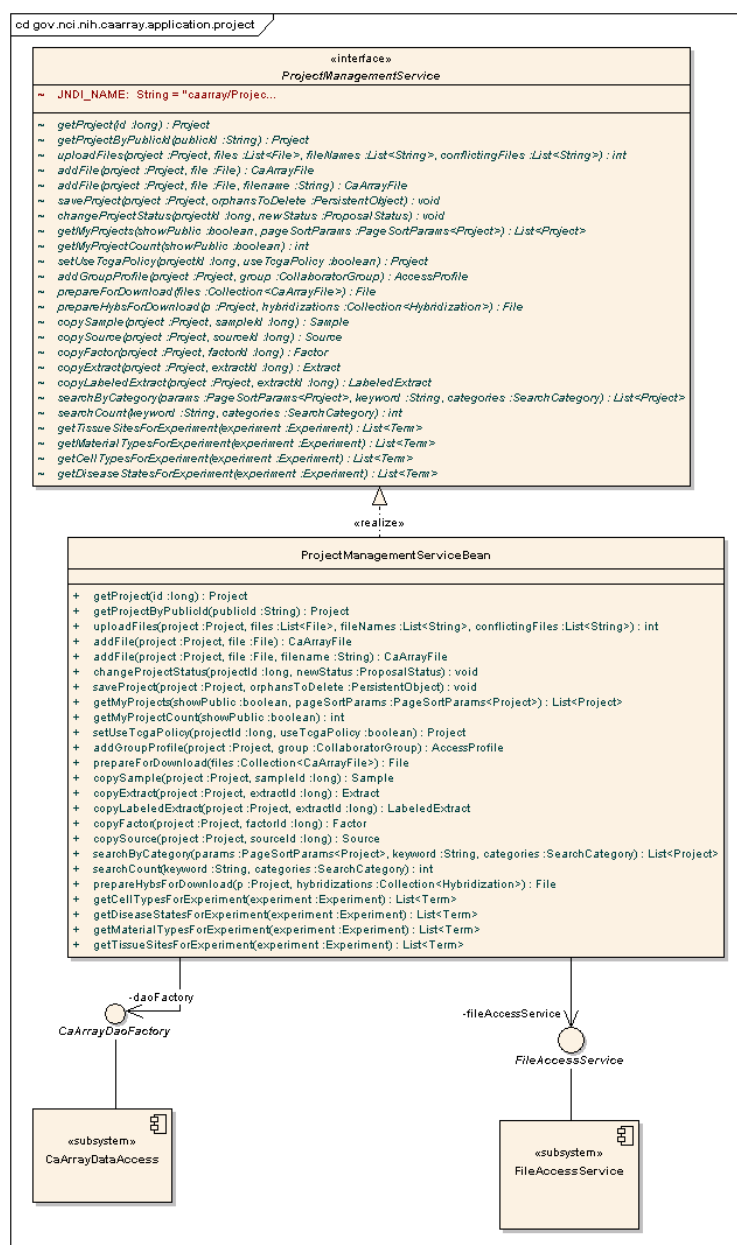 cd gov.nci.nih.caarray.application.project
«interface»
ProjectManagementService
~ JNDI_NAME: String = "caarray/Projec...
~ getProject(id :long) : Project
~ getProjectByPublicId(publicId :String) : Project
~ uploadFiles(project :Project, files :List<File>, fileNames :List<String>, conflictingFiles :List<String>) : int
~ addFile(project :Project, file :File) : CaArrayFile
~ addFile(project :Project, file :File, filename :String) : CaArrayFile
~ saveProject(project :Project, orphansToDelete :PersistentObject) : void
~ changeProjectStatus(projectId :long, newStatus :ProposalStatus) : void
~ getMyProjects(showPublic :boolean, pageSortParams :PageSortParams<Project>) : List<Project>
~ getMyProjectCount(showPublic :boolean) : int
~ setUseTcgaPolicy(projectId :long, useTcgaPolicy :boolean) : Project
~ addGroupProfile(project :Project, group :CollaboratorGroup) : AccessProfile
~ prepareForDownload(files :Collection<CaArrayFile>) : File
~ prepareHybsForDownload(p :Project, hybridizations :Collection<Hybridization>) : File
~ copySample(project :Project, sampleId :long) : Sample
~ copySource(project :Project, sourceId :long) : Source
~ copyFactor(project :Project, factorId :long) : Factor
~ copyExtract(project :Project, extractId :long) : Extract
~ copyLabeledExtract(project :Project, extractId :long) : LabeledExtract
~ searchByCategory(params :PageSortParams<Project>, keyword :String, categories :SearchCategory) : List<Project>
~ searchCount(keyword :String, categories :SearchCategory) : int
~ getTissueSitesForExperiment(experiment :Experiment) : List<Term>
~ getMaterialTypesForExperiment(experiment :Experiment) : List<Term>
~ getCellTypesForExperiment(experiment :Experiment) : List<Term>
~ getDiseaseStatesForExperiment(experiment :Experiment) : List<Term>
«realize»
ProjectManagementServiceBean
+ getProject(id :long) : Project
+ getProjectByPublicId(publicId :String) : Project
+ uploadFiles(project :Project, files :List<File>, fileNames :List<String>, conflictingFiles :List<String>) : int
+ addFile(project :Project, file :File) : CaArrayFile
+ addFile(project :Project, file :File, filename :String) : CaArrayFile
+ changeProjectStatus(projectId :long, newStatus :ProposalStatus) : void
+ saveProject(project :Project, orphansToDelete :PersistentObject) : void
+ getMyProjects(showPublic :boolean, pageSortParams :PageSortParams<Project>) : List<Project>
+ getMyProjectCount(showPublic :boolean) : int
+ setUseTcgaPolicy(projectId :long, useTcgaPolicy :boolean) : Project
+ addGroupProfile(project :Project, group :CollaboratorGroup) : AccessProfile
+ prepareForDownload(files :Collection<CaArrayFile>) : File
+ copySample(project :Project, sampleId :long) : Sample
+ copyExtract(project :Project, extractId :long) : Extract
+ copyLabeledExtract(project :Project, extractId :long) : LabeledExtract
+ copyFactor(project :Project, factorId :long) : Factor
+ copySource(project :Project, sourceId :long) : Source
+ searchByCategory(params :PageSortParams<Project>, keyword :String, categories :SearchCategory) : List<Project>
+ searchCount(keyword :String, categories :SearchCategory) : int
+ prepareHybsForDownload(p :Project, hybridizations :Collection<Hybridization>) : File
+ getCellTypesForExperiment(experiment :Experiment) : List<Term>
+ getDiseaseStatesForExperiment(experiment :Experiment) : List<Term>
+ getMaterialTypesForExperiment(experiment :Experiment) : List<Term>
+ getTissueSitesForExperiment(experiment :Experiment) : List<Term>
-daoFactory
CaArrayDaoFactory
-fileAccessService
FileAccessService
«subsystem»
CaArrayDataAccess
«subsystem»
FileAccessService